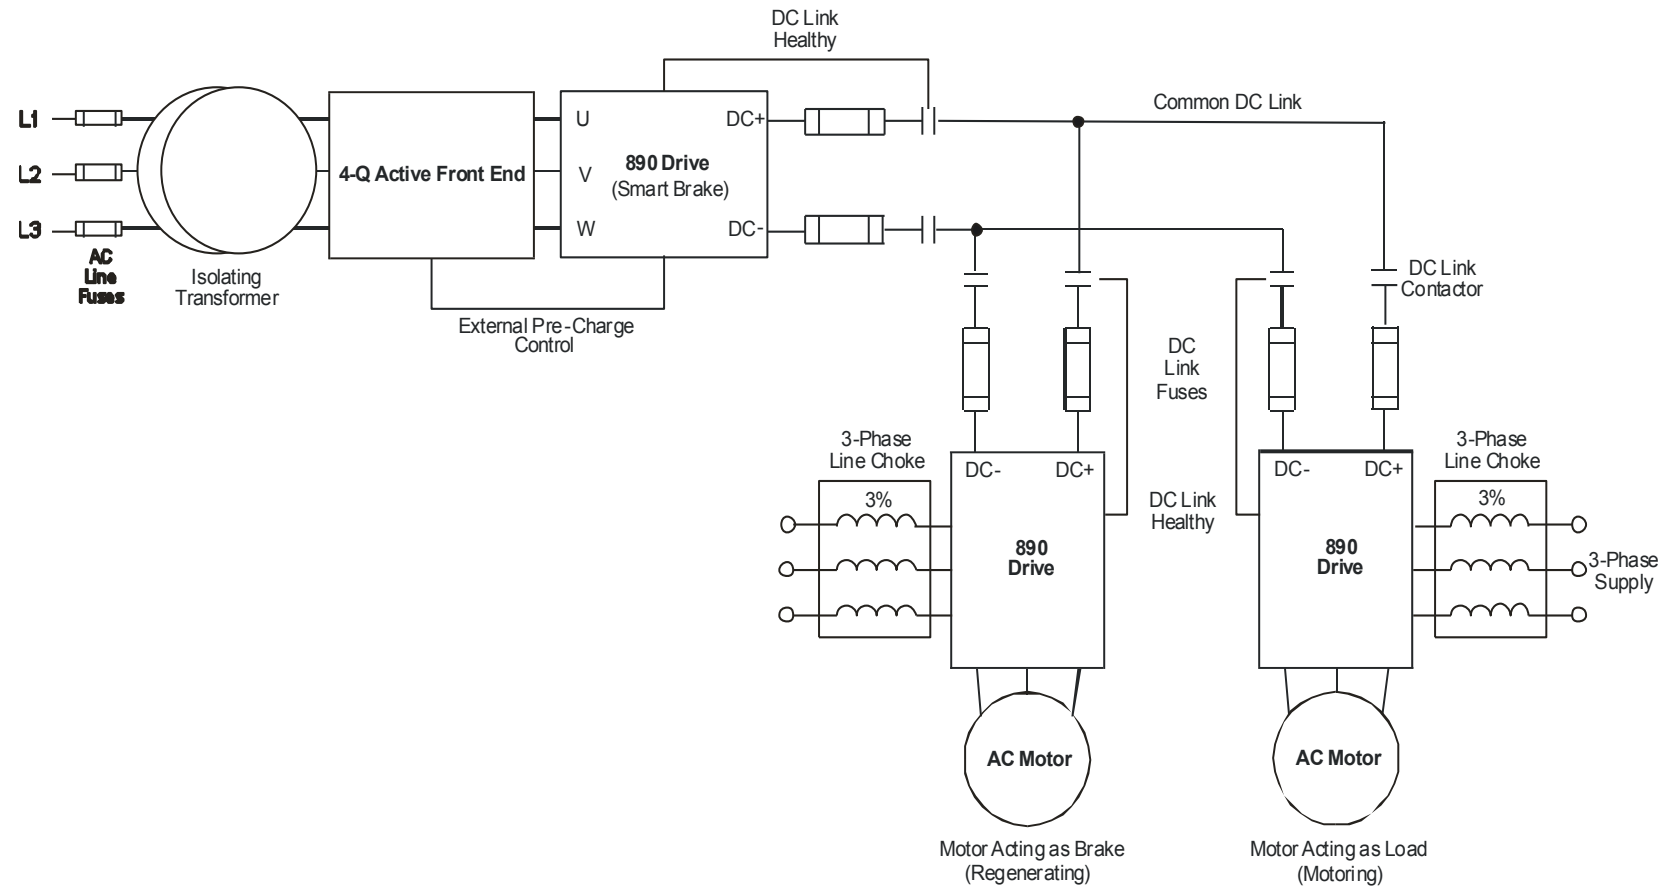 DC Link
Healthy
Common DC Link
L1
L2
L3
AC
Line
Fuses
Isolating
Transformer
4-Q Active Front End
U
V
W
890 Drive
(Smart Brake)
DC+
DC-
External Pre-Charge
Control
DC Link
Contactor
DC
Link
Fuses
3-Phase
Line Choke
3%
DC-
DC+
890
Drive
DC Link
Healthy
DC-
DC+
890
Drive
3-Phase
Line Choke
3%
3-Phase
Supply
AC Motor
AC Motor
Motor Acting as Brake
(Regenerating)
Motor Acting as Load
(Motoring)